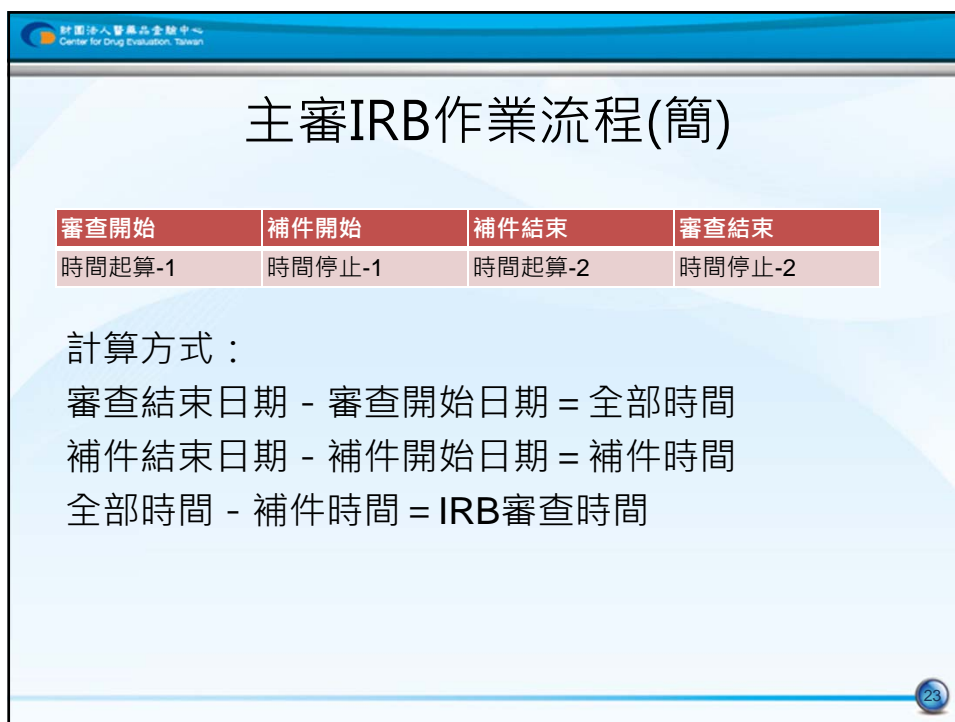 財團法人醫藥品查驗中心
Center for Drug Evaluation, Taiwan
主審IRB作業流程(簡)
審查開始 補件開始 補件結束 審查結束
時間起算-1 時間停止-1 時間起算-2 時間停止-2
計算方式：
審查結束日期 - 審查開始日期 = 全部時間
補件結束日期 - 補件開始日期 = 補件時間
全部時間 - 補件時間 = IRB審查時間
23